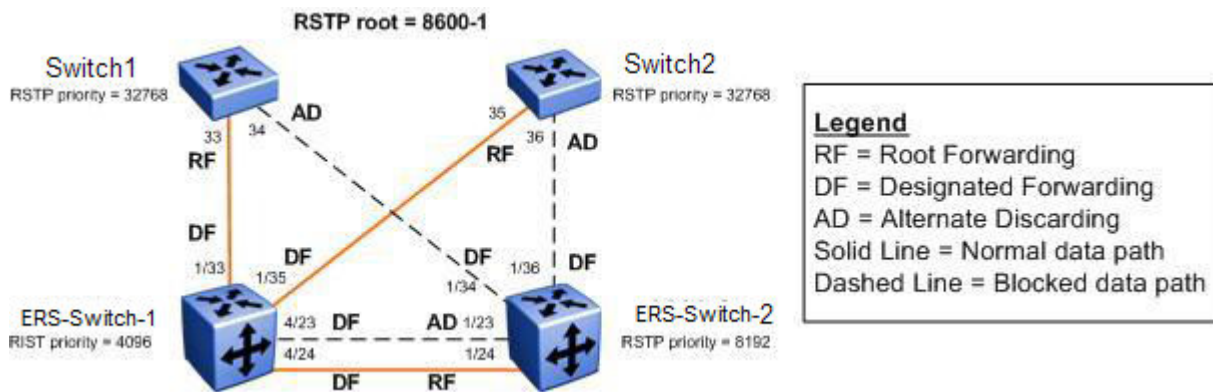 RSTP root = 8600-1
Switch1
RSTP priority = 32768
Switch2
RSTP priority = 32768
33
34
AD
RF
35
36
RF
AD
DF
1/33
DF
1/35
DF
1/34
1/36
DF
ERS-Switch-1
RIST priority = 4096
4/23
DF
AD
1/23
4/24
1/24
DF
RF
ERS-Switch-2
RSTP priority = 8192
Legend
RF = Root Forwarding
DF = Designated Forwarding
AD = Alternate Discarding
Solid Line = Normal data path
Dashed Line = Blocked data path